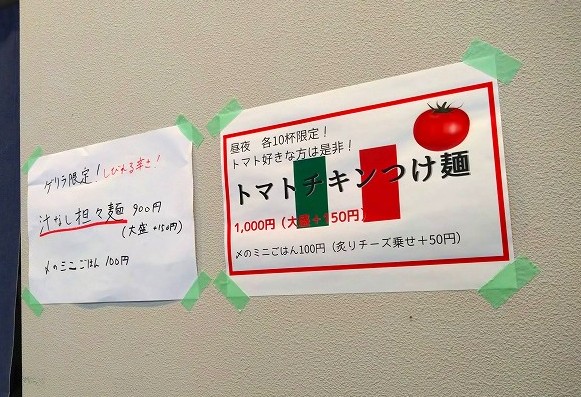 ゲリラ限定！しびれる辛さ！
汁なし担々麺 900円
(大盛+150円)
〆のミニごはん 100円
昼夜 各10杯限定！
トマト好きな方は是非！
トマトチキンつけ麺
1,000円（大盛+150円）
〆のミニごはん100円（炙りチーズ乗せ+50円）